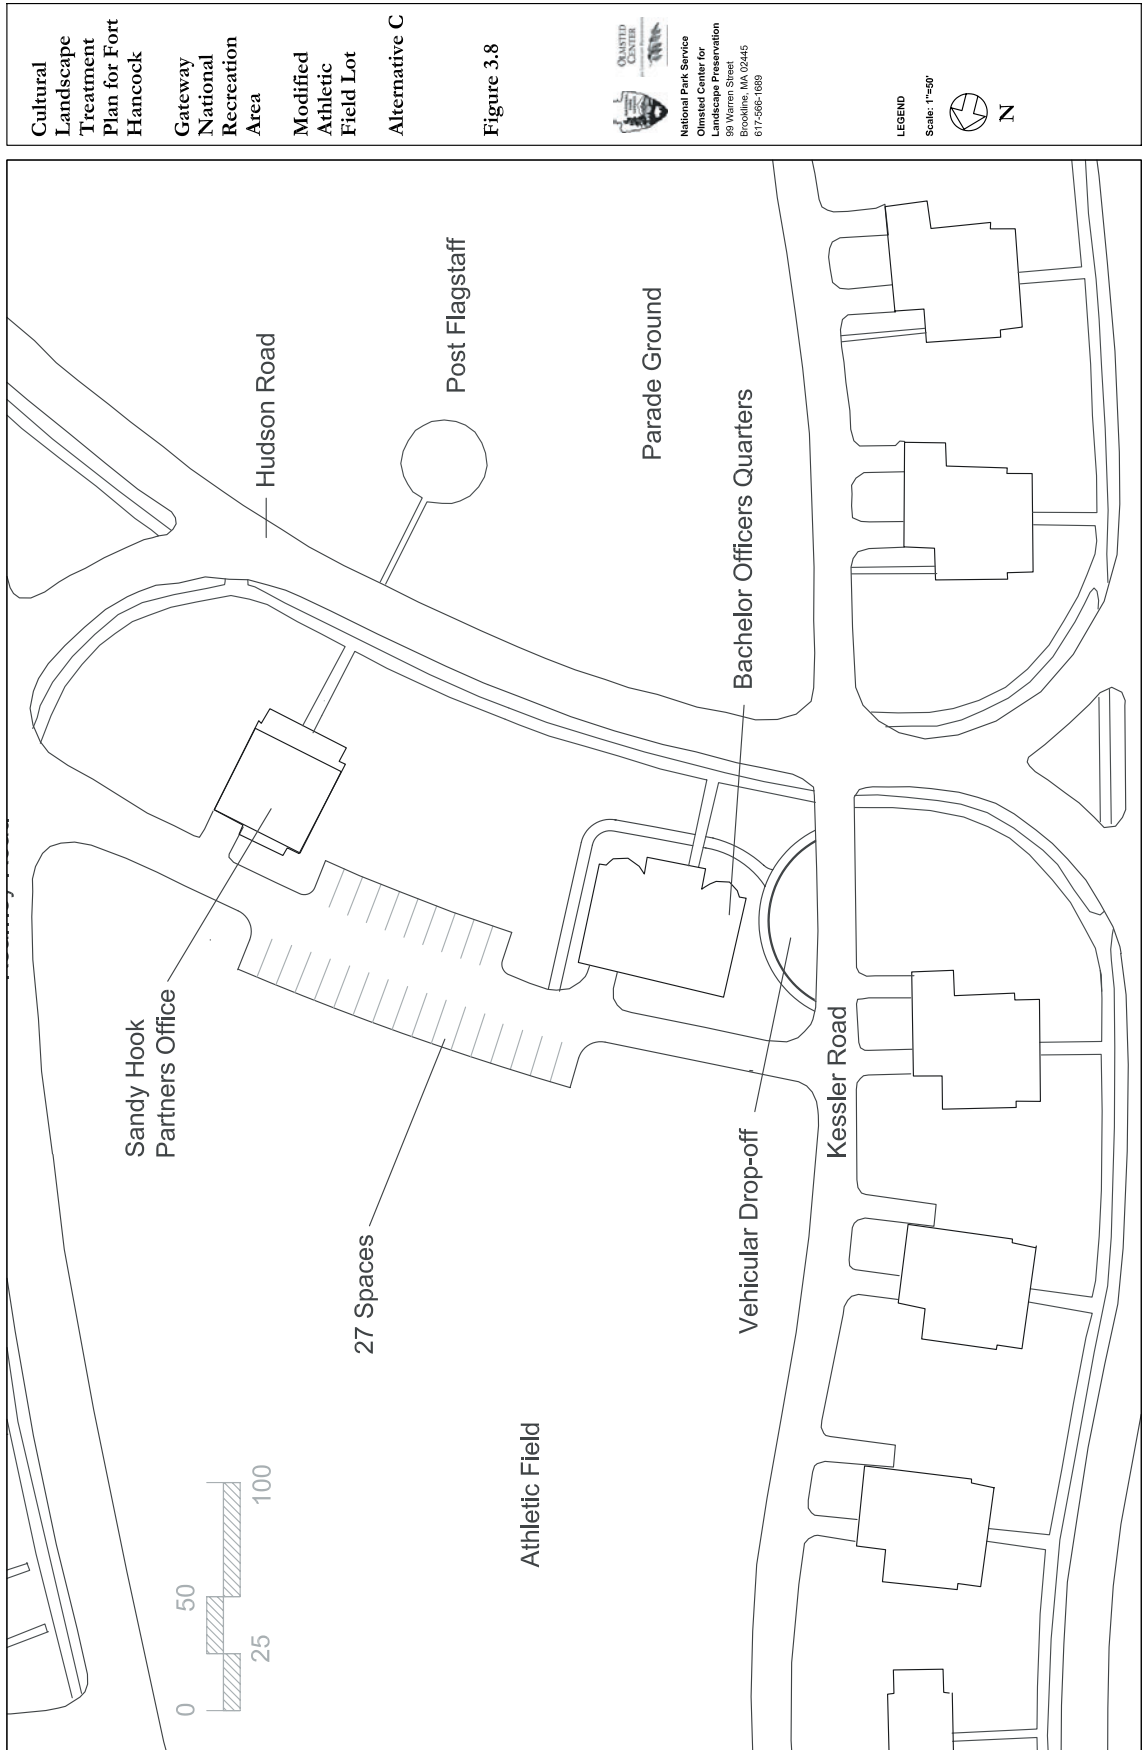 Cultural
Landscape
Treatment
Plan for Fort
Hancock
Gateway
National
Recreation
Area
Modified
Athletic
Field Lot
Alternative C
Figure 3.8
OLMSTED
CENTER
National Park Service
Olmsted Center for
Landscape Preservation
99 Warren Street
Brookline, MA 02445
617-566-1689
LEGEND
Scale: 1"=50'
N
Hudson Road
Post Flagstaff
Parade Ground
Bachelor Officers Quarters
Sandy Hook
Partners Office
Kessler Road
27 Spaces
Vehicular Drop-off
Athletic Field
0
50
25
100